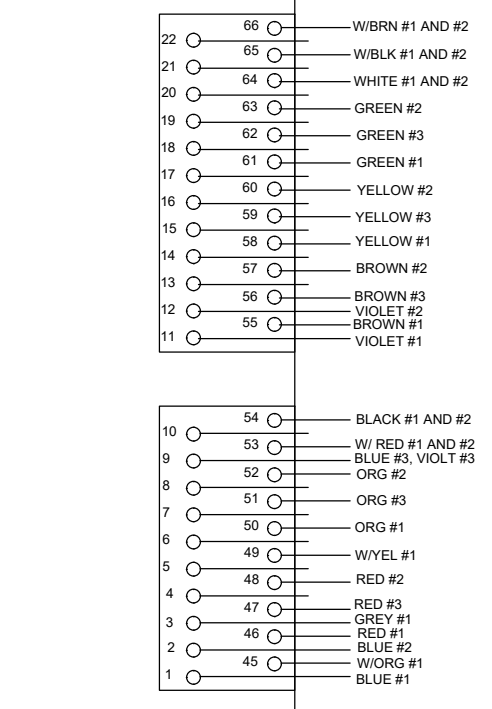 66 W/BRN #1 AND #2
22
65 W/BLK #1 AND #2
21
64 WHITE #1 AND #2
20
63 GREEN #2
19
62 GREEN #3
18
61 GREEN #1
17
60 YELLOW #2
16
59 YELLOW #3
15
58 YELLOW #1
14
57 BROWN #2
13
56 BROWN #3
12 VIOLET #2
55 BROWN #1
11 VIOLET #1
54 BLACK #1 AND #2
10
53 W/ RED #1 AND #2
9 BLUE #3, VIOLT #3
52 ORG #2
8
51 ORG #3
7
50 ORG #1
6
49 W/YEL #1
5
48 RED #2
4
47 RED #3
3 GREY #1
46 RED #1
2 BLUE #2
45 W/ORG #1
1 BLUE #1